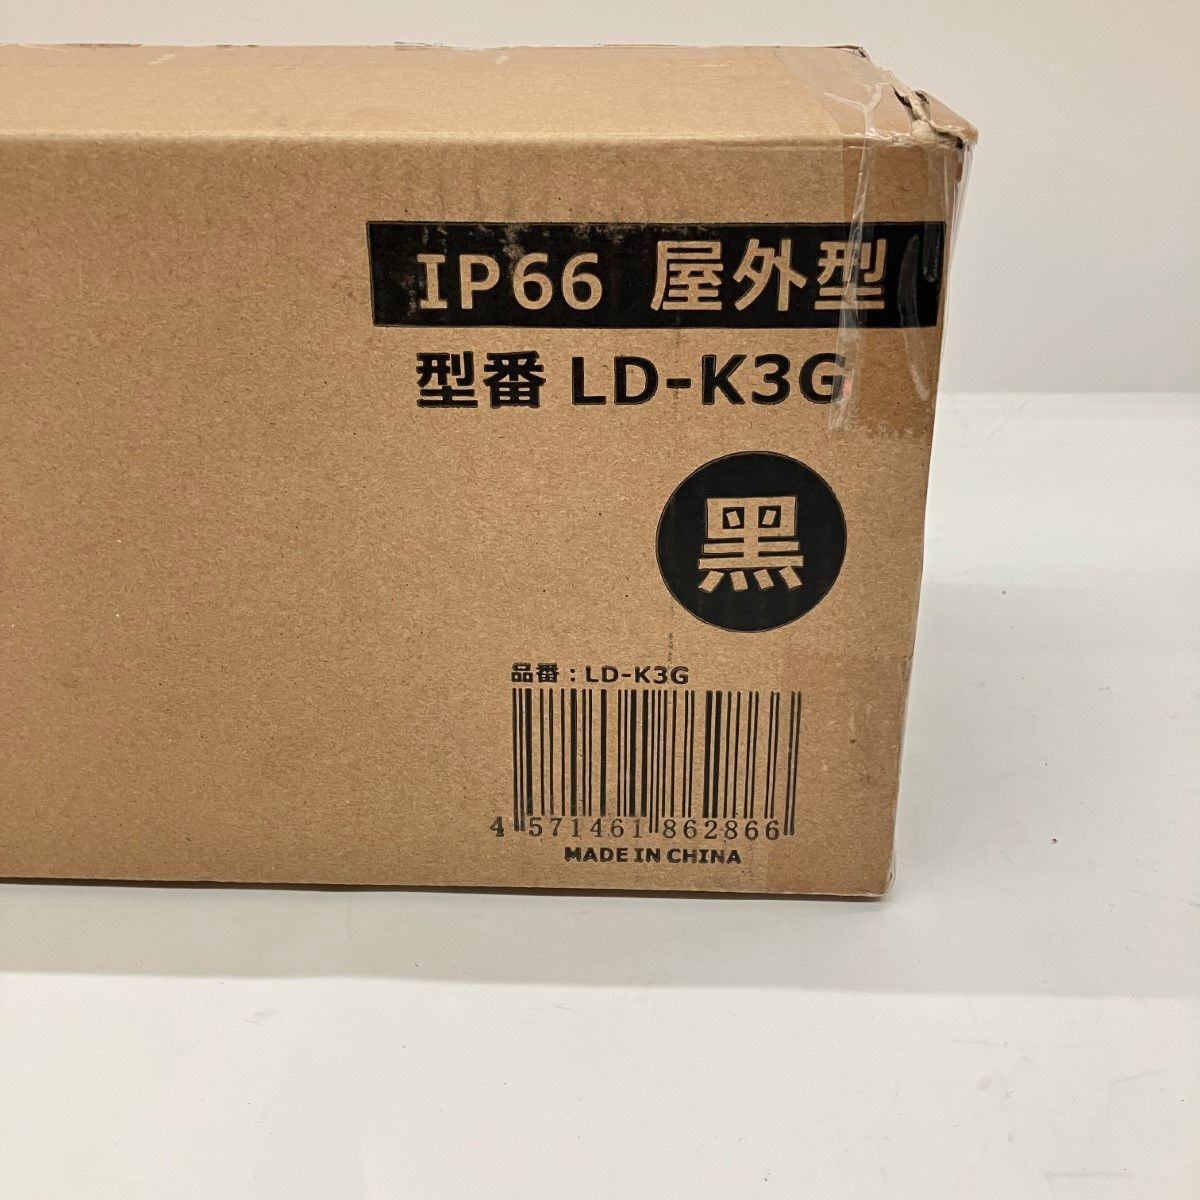 IP66 屋外型
型番 LD-K3G
黒
品番：LD-K3G
4 571461 862866
MADE IN CHINA